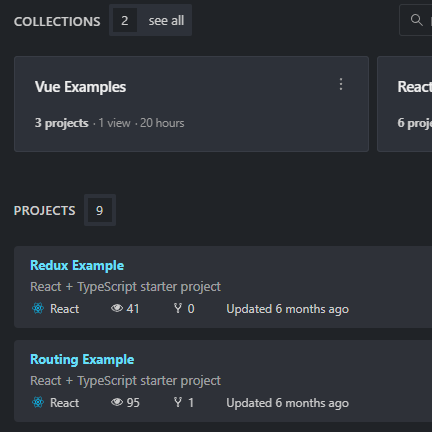 COLLECTIONS 2 see all
Vue Examples
3 projects · 1 view · 20 hours
React
6 proje
PROJECTS 9
Redux Example
React + TypeScript starter project
React 41 0 Updated 6 months ago
Routing Example
React + TypeScript starter project
React 95 1 Updated 6 months ago